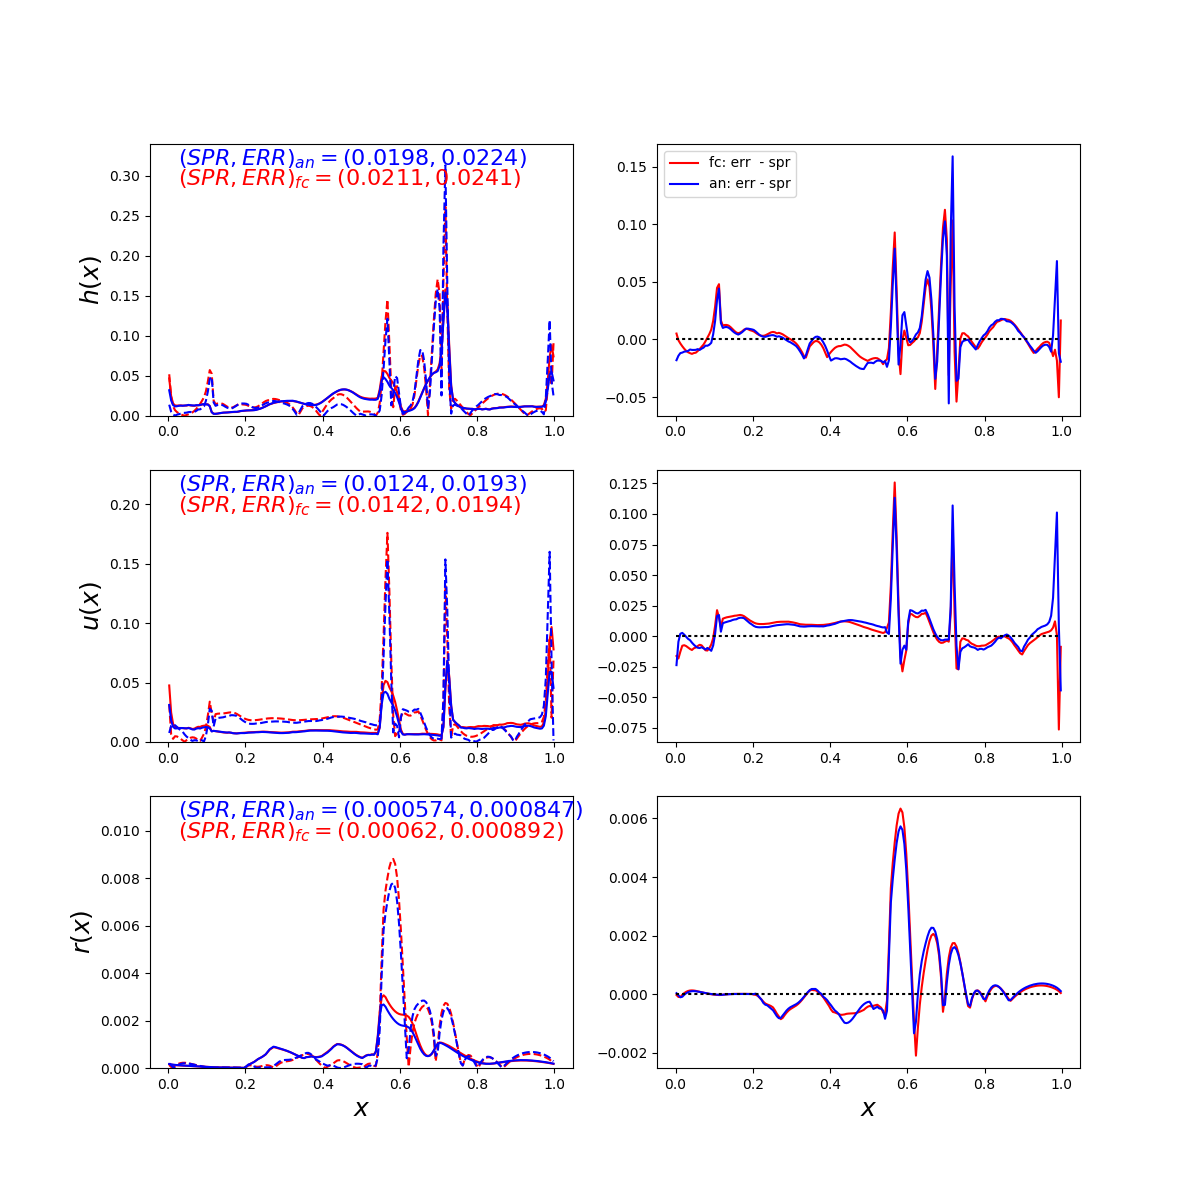 (SPR, ERR)an = (0.0198, 0.0224)
(SPR, ERR)fc = (0.0211, 0.0241)
h(x)
0.30
0.25
0.20
0.15
0.10
0.05
0.00
0.0 0.2 0.4 0.6 0.8 1.0
fc: err - spr
an: err - spr
0.15
0.10
0.05
0.00
−0.05
0.0 0.2 0.4 0.6 0.8 1.0
(SPR, ERR)an = (0.0124, 0.0193)
(SPR, ERR)fc = (0.0142, 0.0194)
u(x)
0.20
0.15
0.10
0.05
0.00
0.0 0.2 0.4 0.6 0.8 1.0
0.125
0.100
0.075
0.050
0.025
0.000
−0.025
−0.050
−0.075
0.0 0.2 0.4 0.6 0.8 1.0
(SPR, ERR)an = (0.000574, 0.000847)
(SPR, ERR)fc = (0.00062, 0.000892)
r(x)
0.010
0.008
0.006
0.004
0.002
0.000
0.0 0.2 0.4 0.6 0.8 1.0
x
0.006
0.004
0.002
0.000
−0.002
0.0 0.2 0.4 0.6 0.8 1.0
x